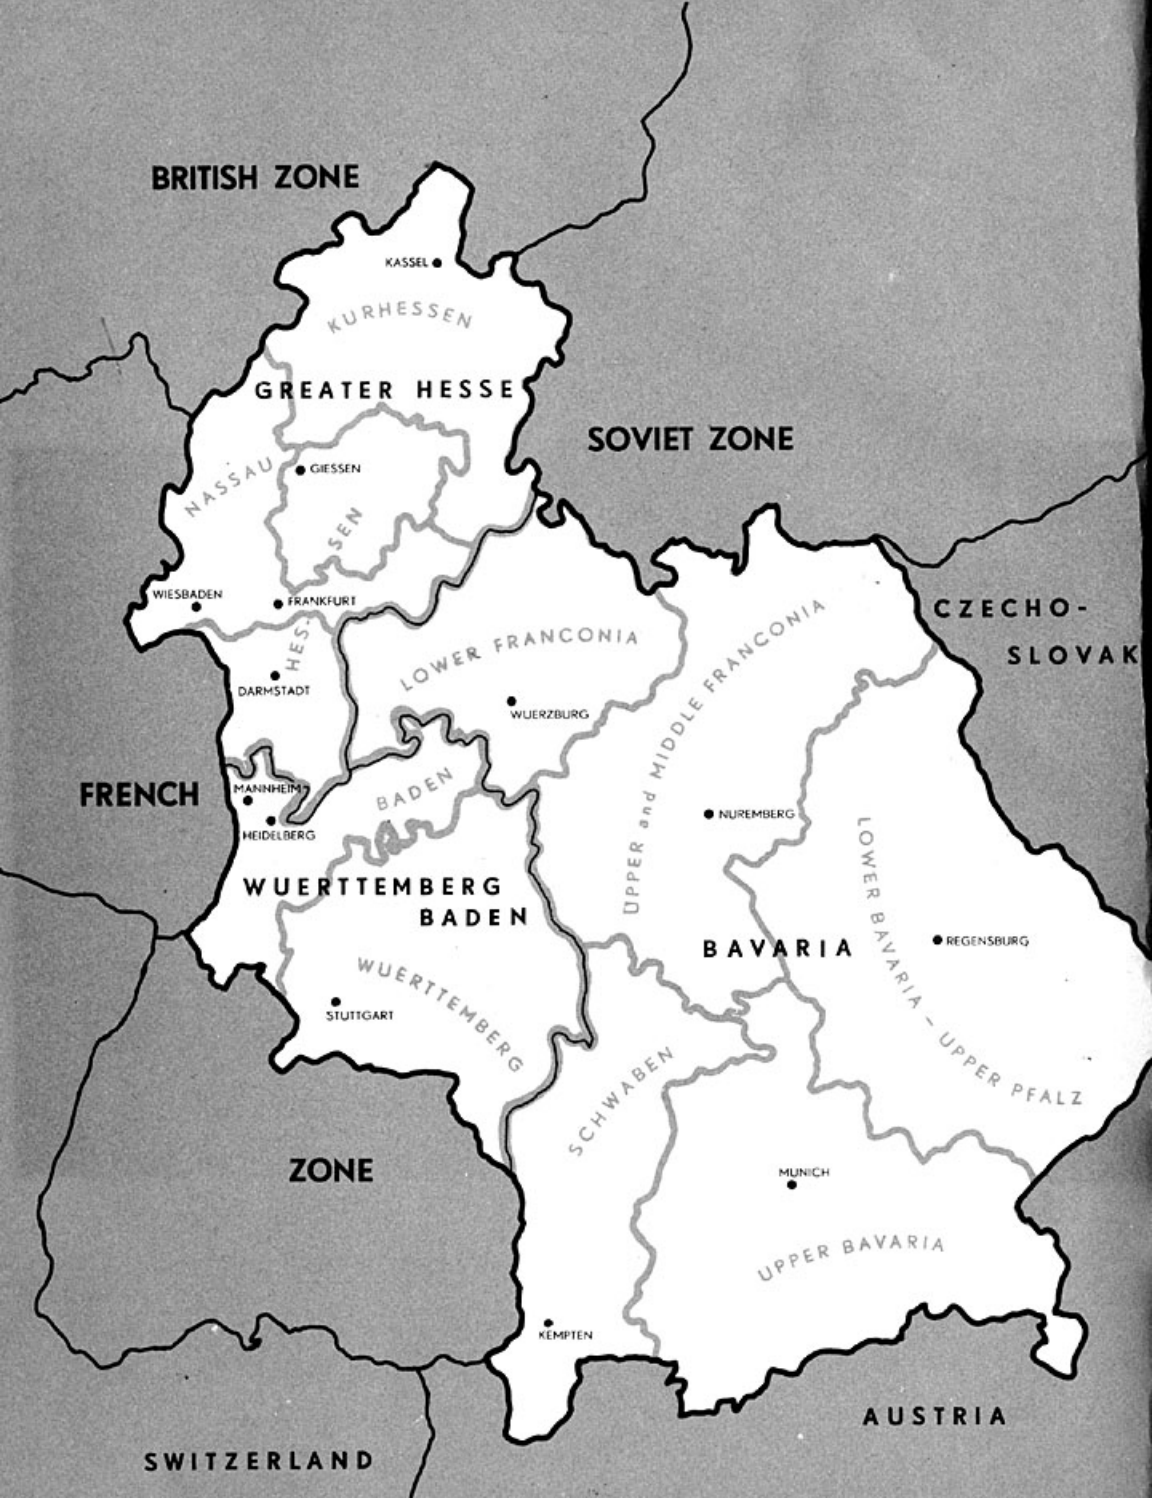 BRITISH ZONE
KASSEL
KURHESSEN
GREATER HESSE
SOVIET ZONE
NASSAU
GIESSEN
HES-
SEN
WIESBADEN
FRANKFURT
CZECHO-
SLOVAK
LOWER FRANCONIA
UPPER and MIDDLE FRANCONIA
DARMSTADT
WUERZBURG
FRENCH
MANNHEIM
BADEN
HEIDELBERG
NUREMBERG
LOWER BAVARIA - UPPER PFALZ
WUERTTEMBERG
BADEN
BAVARIA
REGENSBURG
WUERTTEMBERG
STUTTGART
SCHWABEN
ZONE
MUNICH
UPPER BAVARIA
KEMPTEN
AUSTRIA
SWITZERLAND